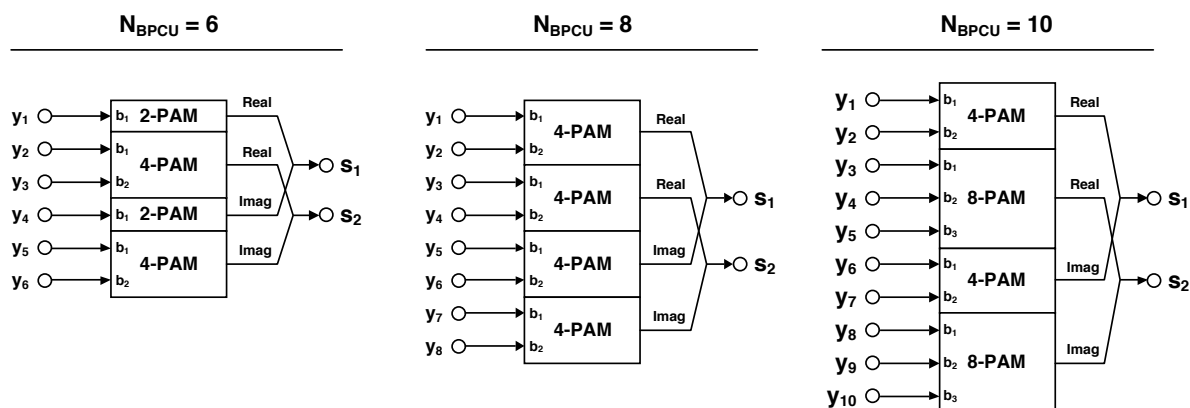 N_BPCU = 6
y₁
y₂
y₃
y₄
y₅
y₆
b₁ 2-PAM
b₁
4-PAM
b₂
b₁ 2-PAM
b₁
4-PAM
b₂
Real
Real
Imag
Imag
s₁
s₂
N_BPCU = 8
y₁
y₂
y₃
y₄
y₅
y₆
y₇
y₈
b₁
4-PAM
b₂
b₁
4-PAM
b₂
b₁
4-PAM
b₂
b₁
4-PAM
b₂
Real
Real
Imag
Imag
s₁
s₂
N_BPCU = 10
y₁
y₂
y₃
y₄
y₅
y₆
y₇
y₈
y₉
y₁₀
b₁
4-PAM
b₂
b₁
b₂ 8-PAM
b₃
b₁
4-PAM
b₂
b₁
b₂ 8-PAM
b₃
Real
Real
Imag
Imag
s₁
s₂